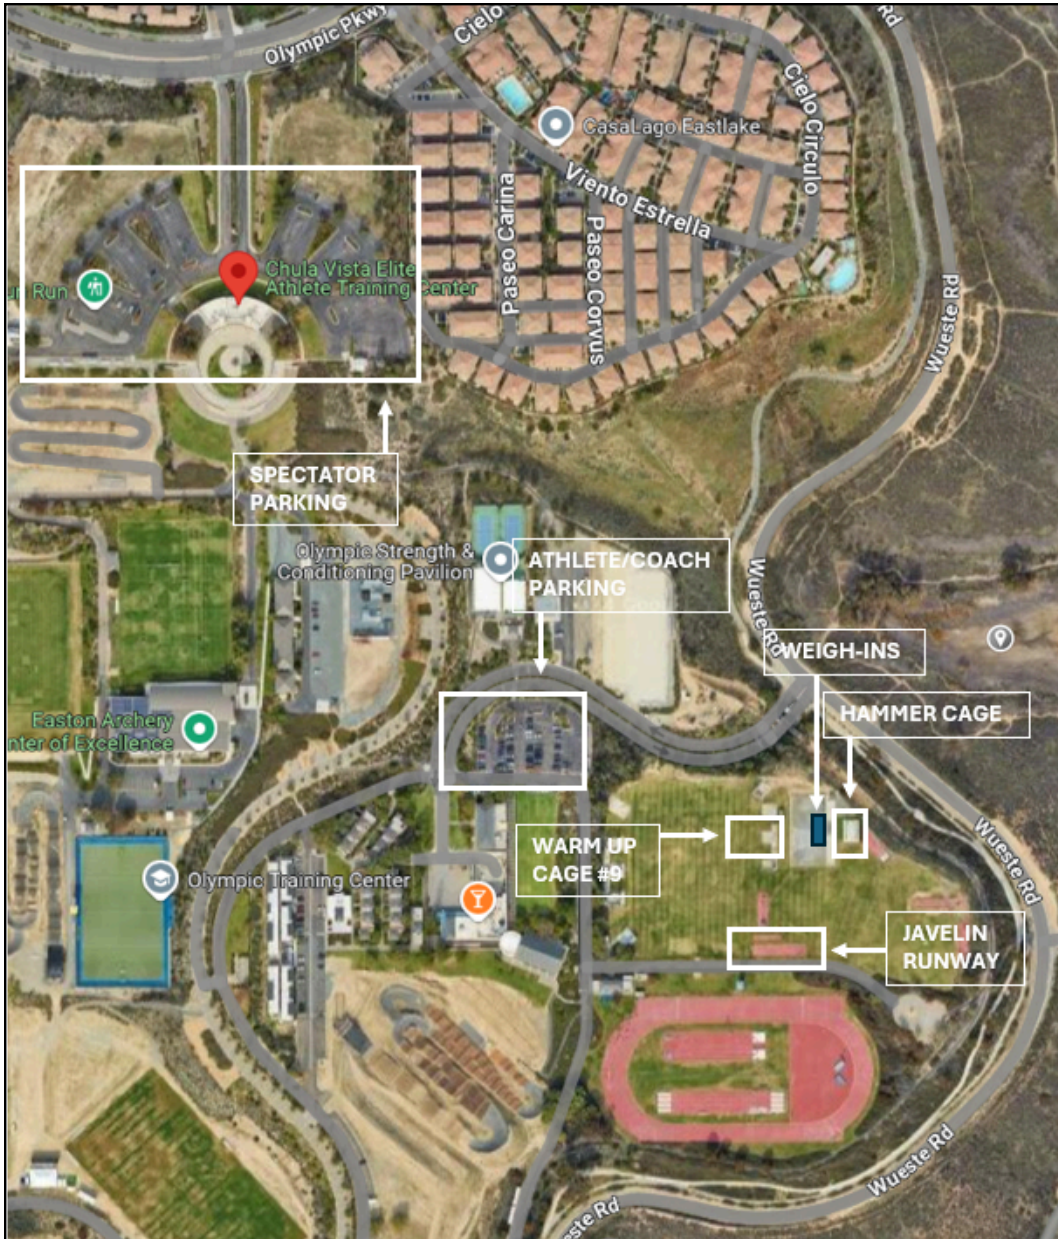 Olympic Pkwy
Cielo
Rd
Cielo Circulo
CasaLago Eastlake
Viento Estrella
Paseo Carina
Paseo Corvus
Chula Vista Elite
Athlete Training Center
Run
Wueste Rd
SPECTATOR
PARKING
Olympic Strength &
Conditioning Pavilion
ATHLETE/COACH
PARKING
Wueste Rd
WEIGH-INS
HAMMER CAGE
Easton Archery
nter of Excellence
WARM UP
CAGE #9
Wueste Rd
Olympic Training Center
JAVELIN
RUNWAY
Wueste Rd
este Rd